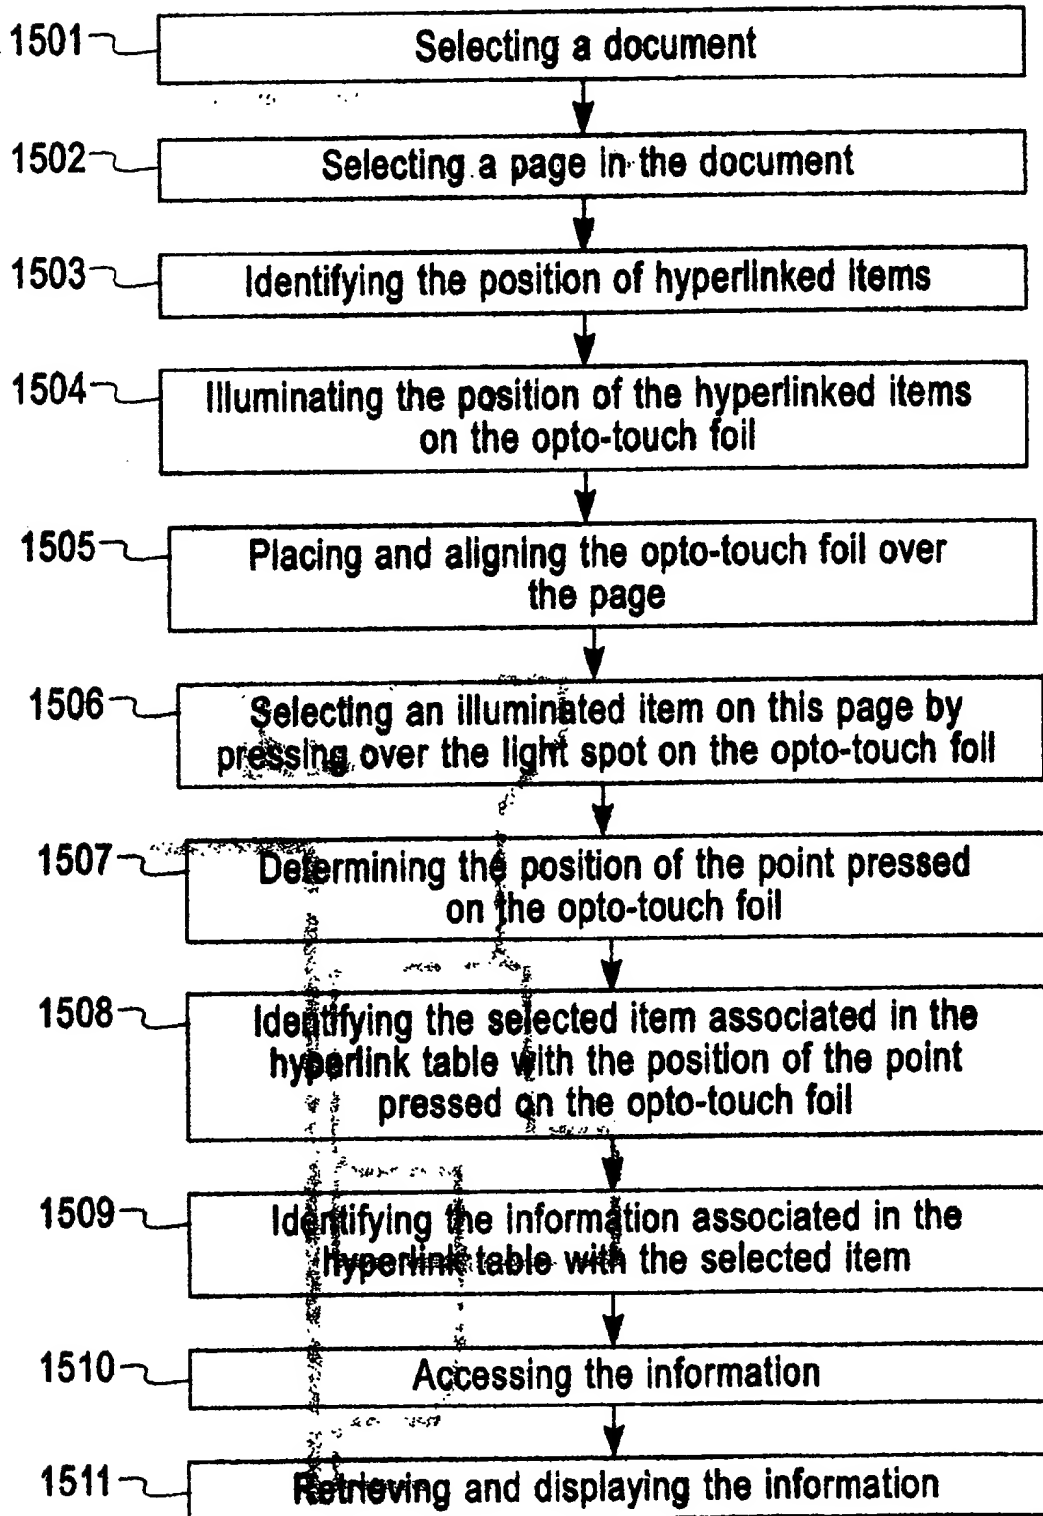 1501 Selecting a document
1502 Selecting a page in the document
1503 Identifying the position of hyperlinked items
1504 Illuminating the position of the hyperlinked items
on the opto-touch foil
1505 Placing and aligning the opto-touch foil over
the page
1506 Selecting an illuminated item on this page by
pressing over the light spot on the opto-touch foil
1507 Determining the position of the point pressed
on the opto-touch foil
1508 Identifying the selected item associated in the
hyperlink table with the position of the point
pressed on the opto-touch foil
1509 Identifying the information associated in the
hyperlink table with the selected item
1510 Accessing the information
1511 Retrieving and displaying the information